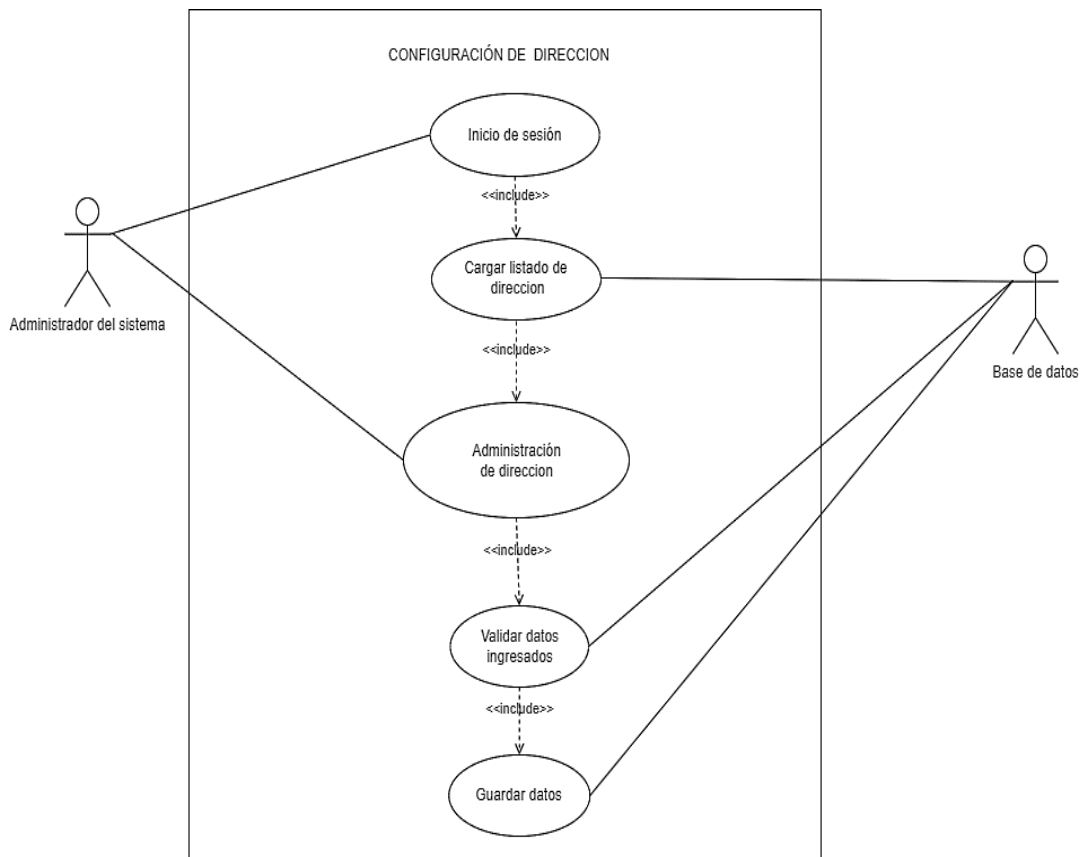 CONFIGURACIÓN DE DIRECCION
Inicio de sesión
<<include>>
Administrador del sistema
Cargar listado de
direccion
<<include>>
Base de datos
Administración
de direccion
<<include>>
Validar datos
ingresados
<<include>>
Guardar datos